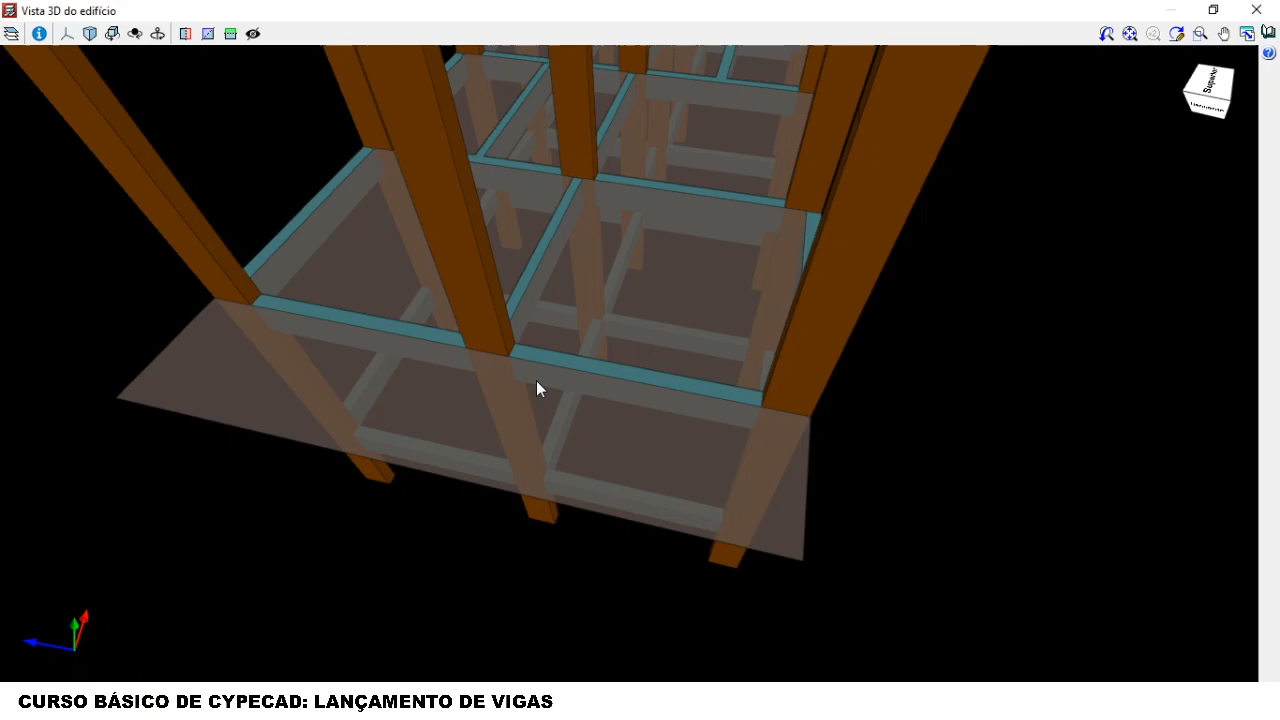 Vista 3D do edifício
Superior
CURSO BÁSICO DE CYPECAD: LANÇAMENTO DE VIGAS